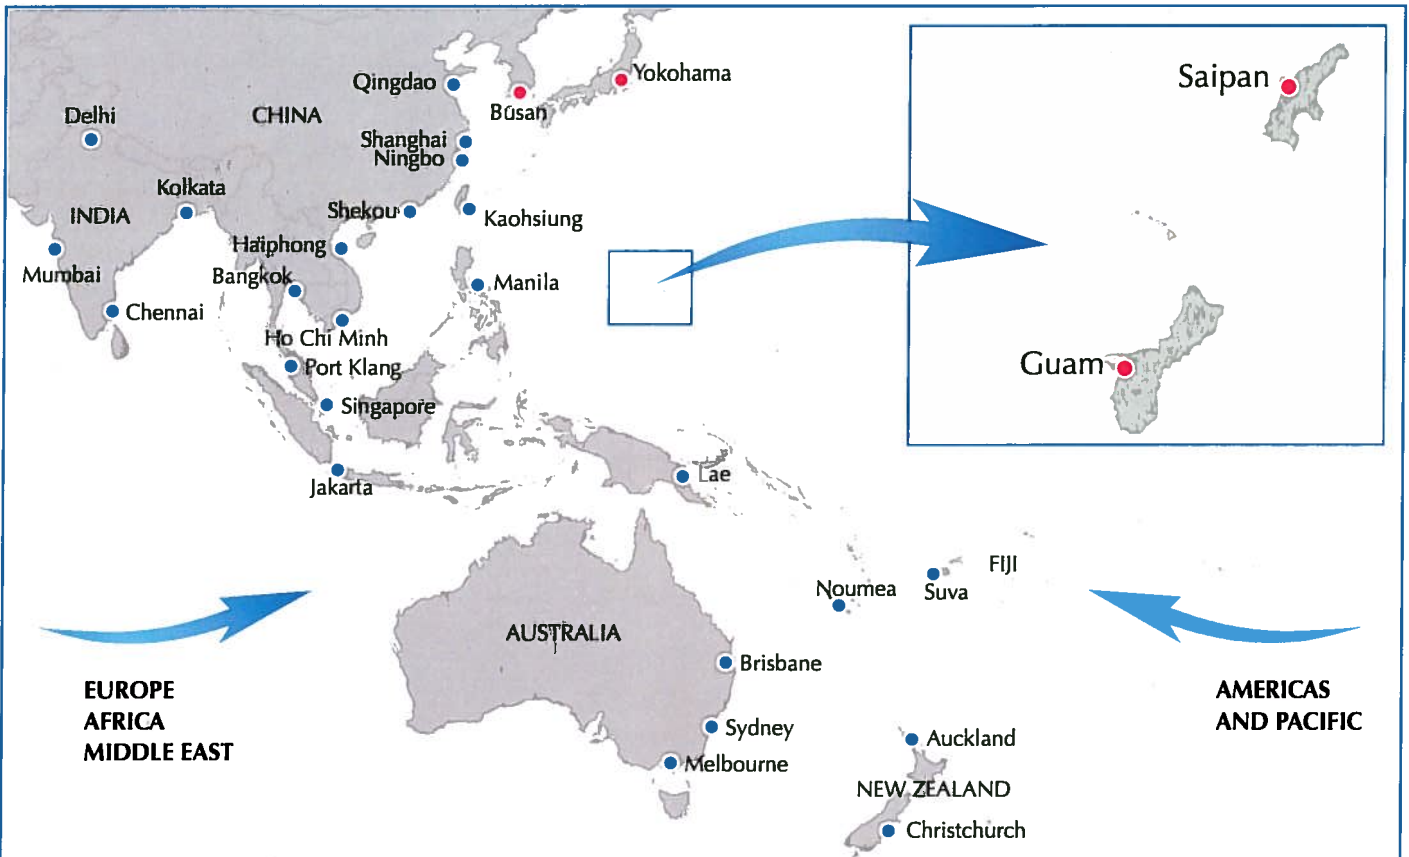 Yokohama
Qingdao
Busan
Saipan
Delhi
CHINA
Shanghai
Ningbo
Kolkata
INDIA
Shekou
Kaohsiung
Haiphong
Mumbai
Bangkok
Manila
Chennai
Ho Chi Minh
Port Klang
Guam
Singapore
Lae
Jakarta
FIJI
Noumea
Suva
AUSTRALIA
Brisbane
EUROPE
AFRICA
MIDDLE EAST
AMERICAS
AND PACIFIC
Sydney
Auckland
Melbourne
NEW ZEALAND
Christchurch